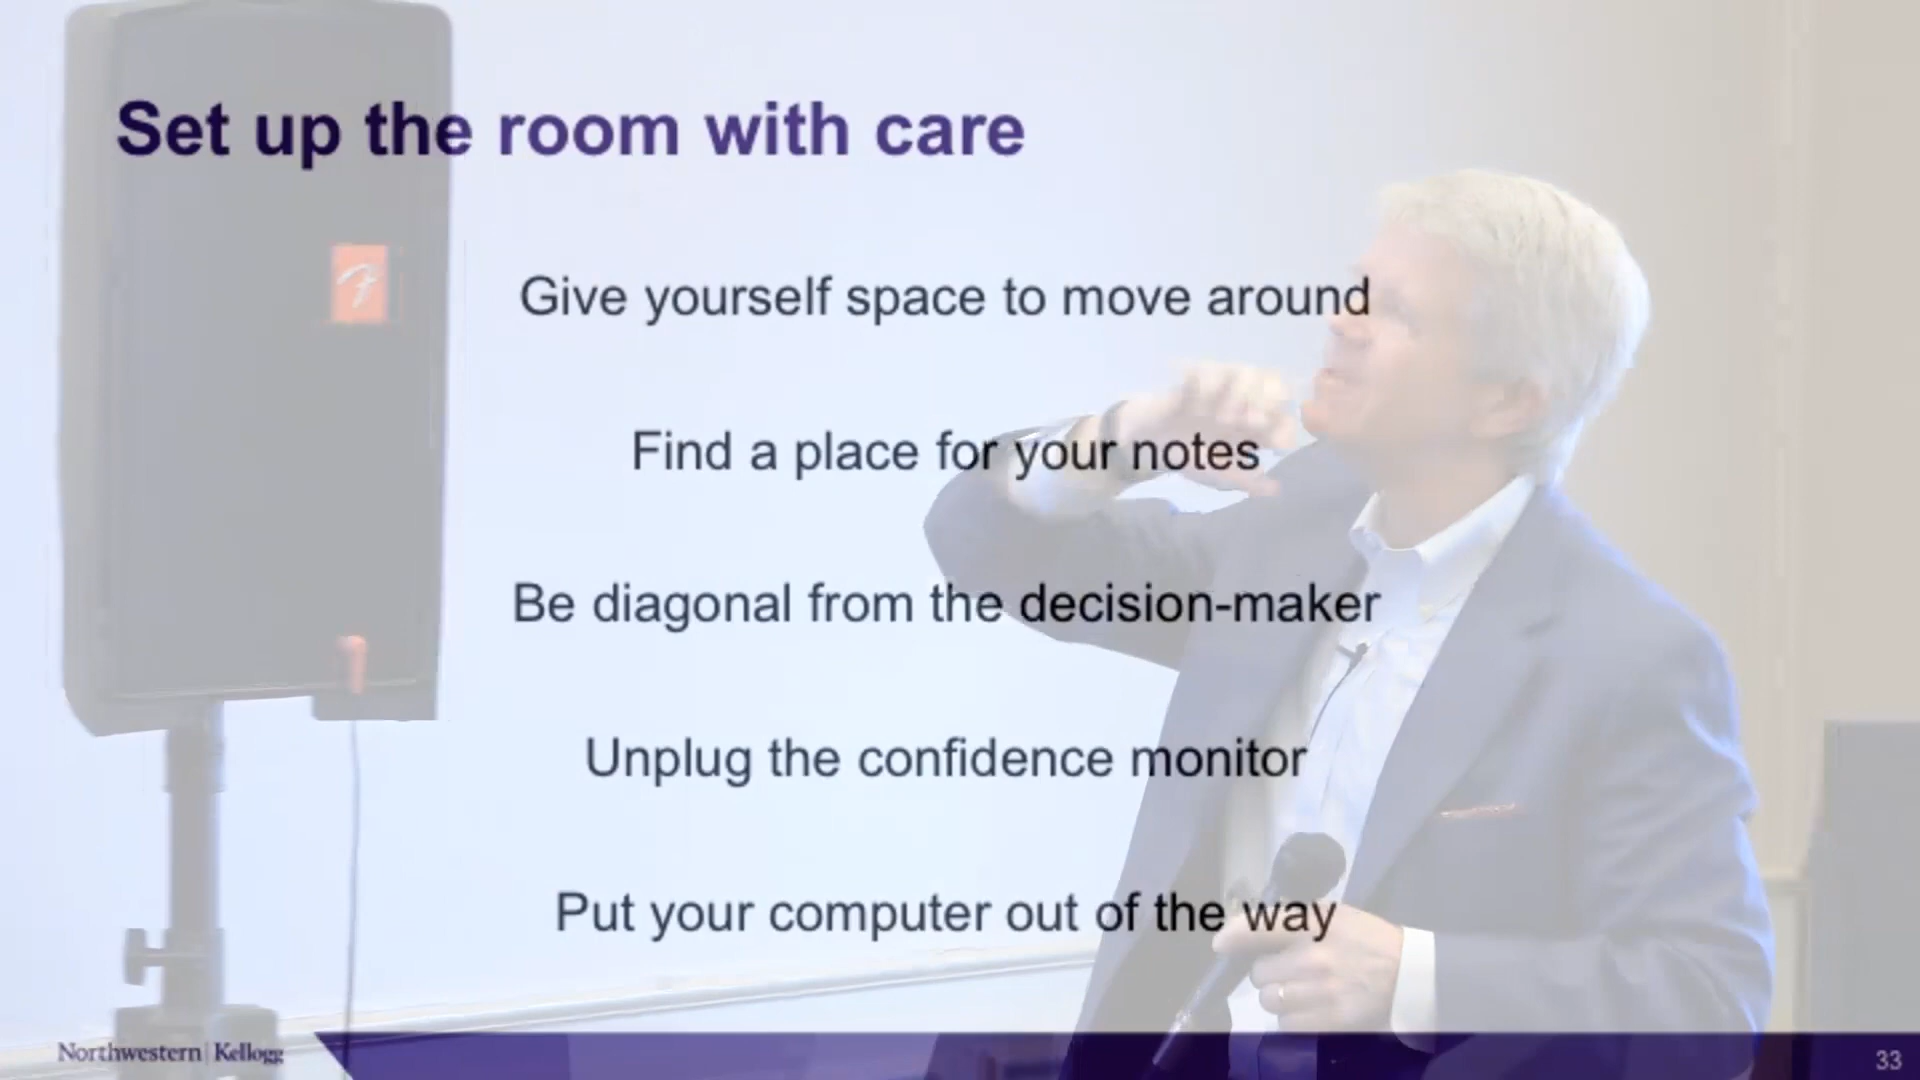 Set up the room with care
Give yourself space to move around
Find a place for your notes
Be diagonal from the decision-maker
Unplug the confidence monitor
Put your computer out of the way
Northwestern | Kellogg
33